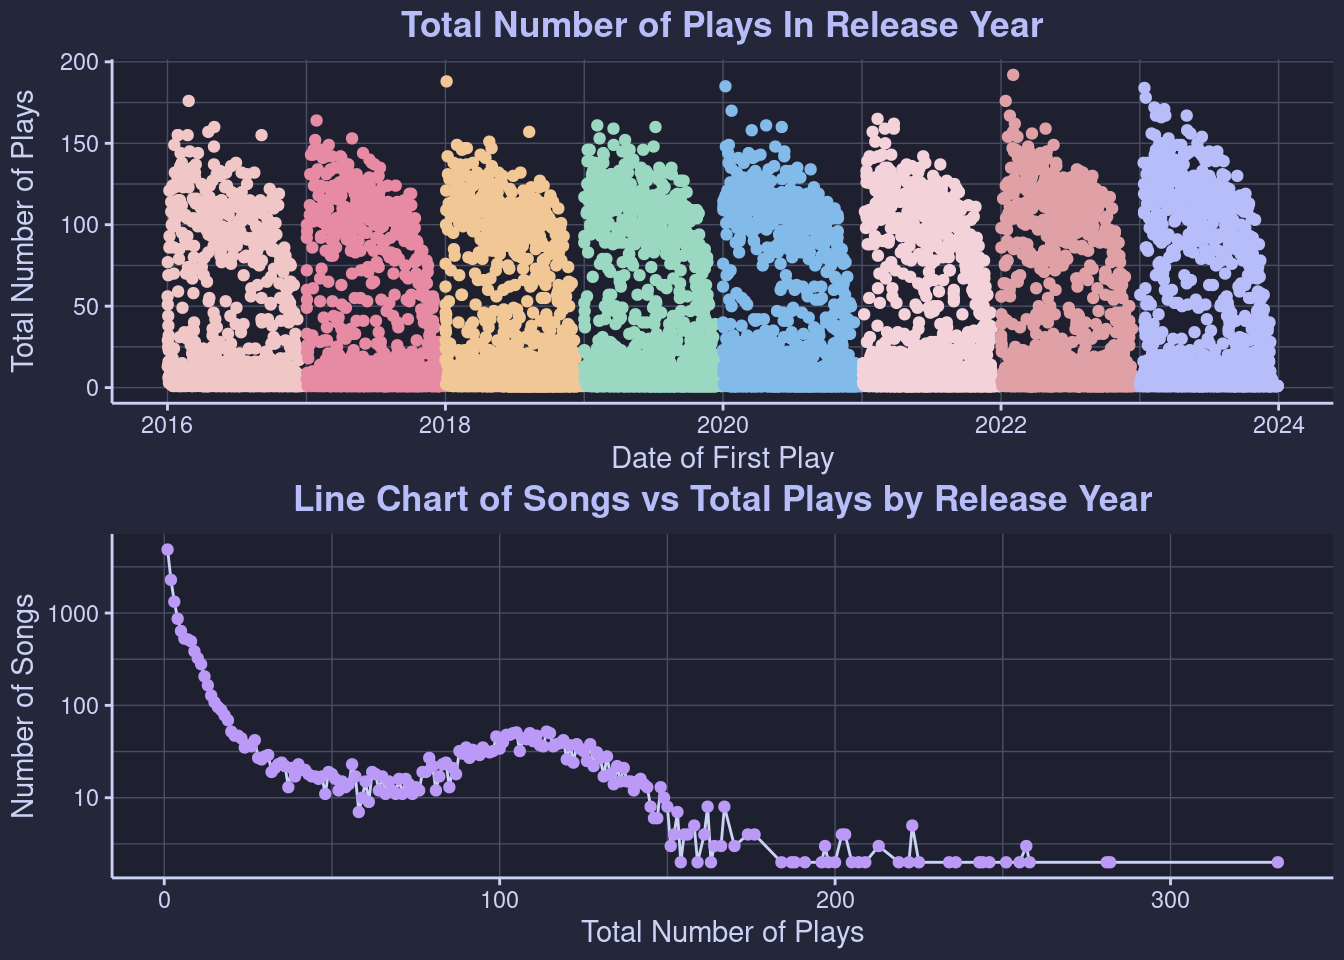 Total Number of Plays In Release Year
Total Number of Plays
200
150
100
50
0
2016
2018
2020
2022
2024
Date of First Play
Line Chart of Songs vs Total Plays by Release Year
Number of Songs
1000
100
10
0
100
200
300
Total Number of Plays